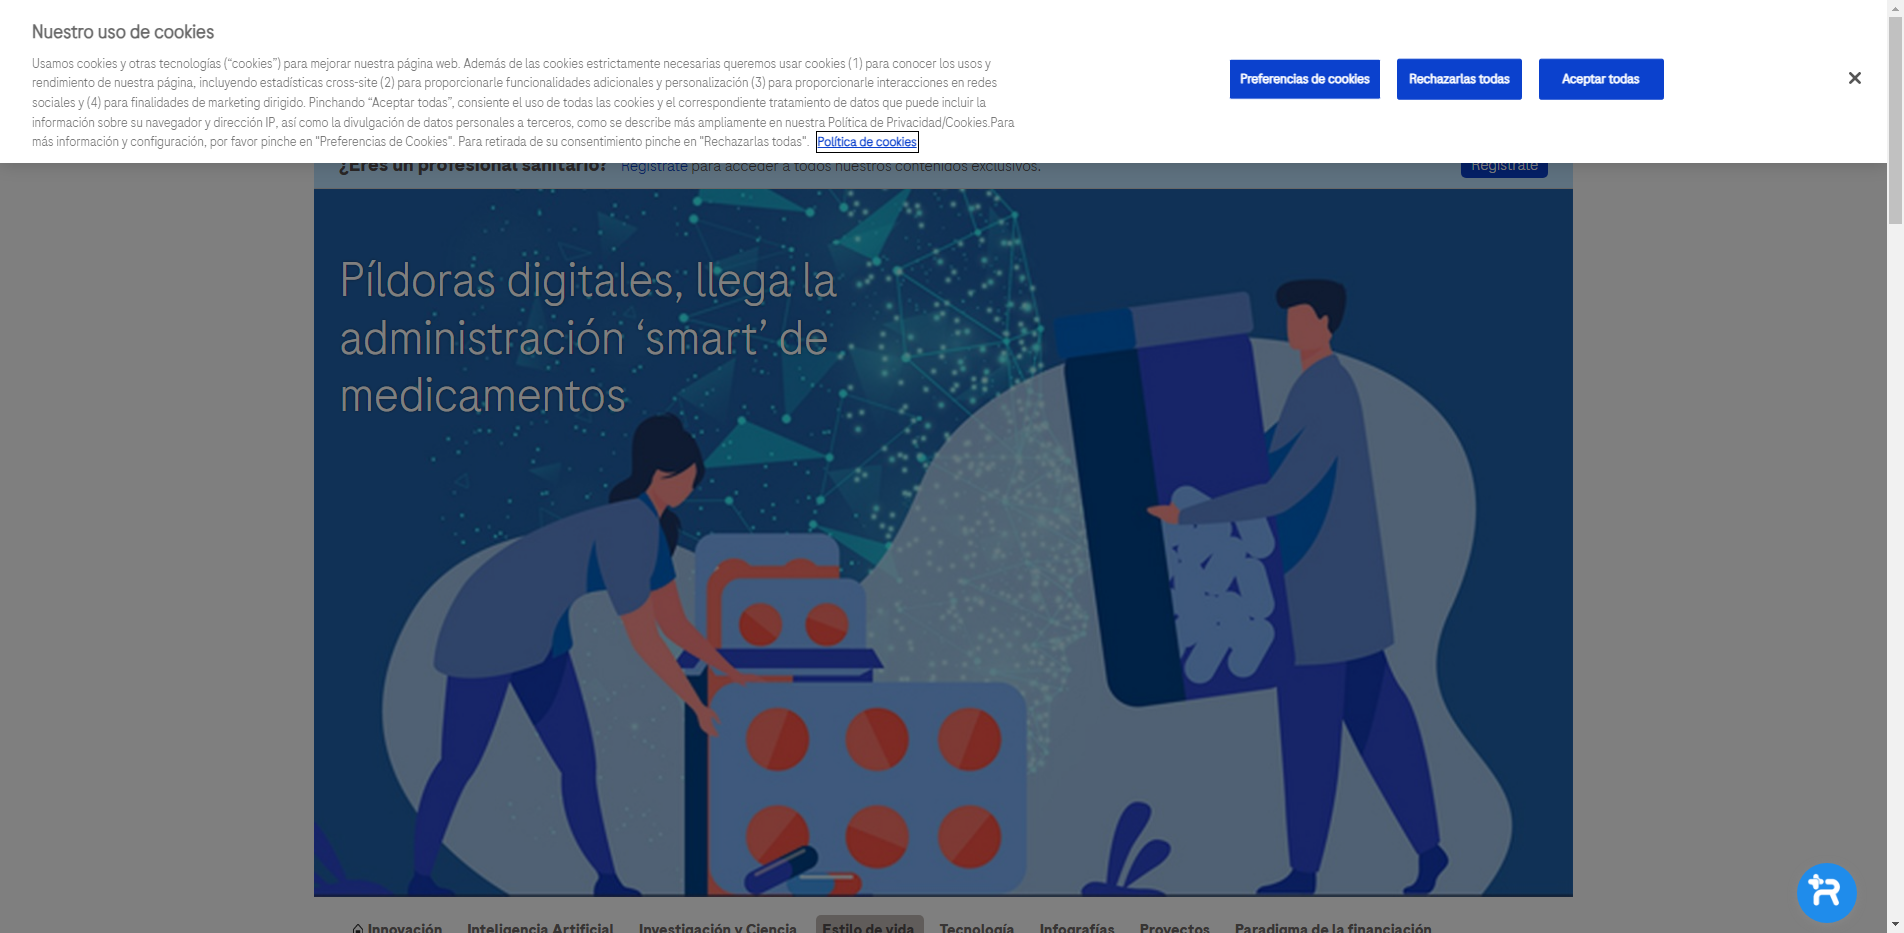 Nuestro uso de cookies
Usamos cookies y otras tecnologías (“cookies”) para mejorar nuestra página web. Además de las cookies estrictamente necesarias queremos usar cookies (1) para conocer los usos y
rendimiento de nuestra página, incluyendo estadísticas cross-site (2) para proporcionarle funcionalidades adicionales y personalización (3) para proporcionarle interacciones en redes
sociales y (4) para finalidades de marketing dirigido. Pinchando “Aceptar todas”, consiente el uso de todas las cookies y el correspondiente tratamiento de datos que puede incluir la
información sobre su navegador y dirección IP, así como la divulgación de datos personales a terceros, como se describe más ampliamente en nuestra Política de Privacidad/Cookies.Para
más información y configuración, por favor pinche en "Preferencias de Cookies". Para retirada de su consentimiento pinche en "Rechazarlas todas". Política de cookies
Preferencias de cookies
Rechazarlas todas
Aceptar todas
¿Eres un profesional sanitario? Regístrate para acceder a todos nuestros contenidos exclusivos.
Regístrate
Píldoras digitales, llega la
administración ‘smart’ de
medicamentos
Innovación Inteligencia Artificial Investigación y Ciencia Estilo de vida Tecnología Infografías Proyectos Paradigma de la financiación